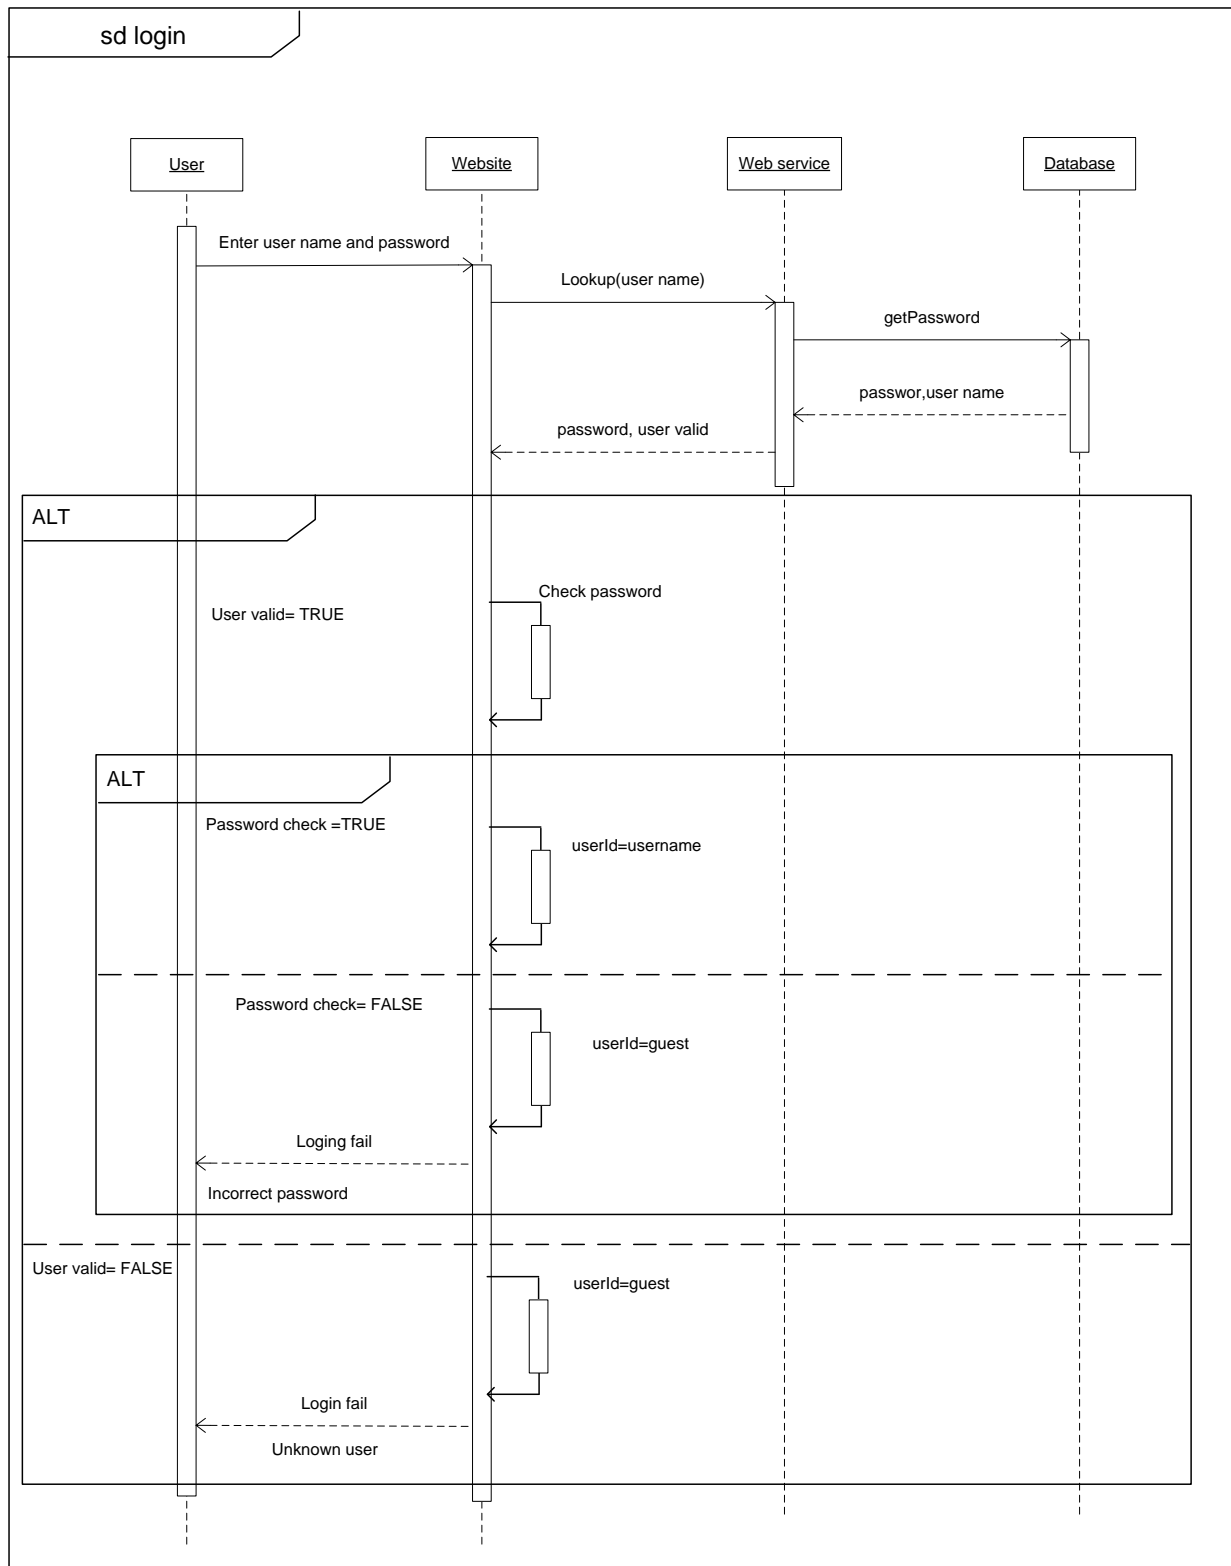 sd login
User
Website
Web service
Database
Enter user name and password
Lookup(user name)
getPassword
passwor,user name
password, user valid
ALT
Check password
User valid= TRUE
ALT
Password check =TRUE
userId=username
Password check= FALSE
userId=guest
Loging fail
Incorrect password
User valid= FALSE
userId=guest
Login fail
Unknown user